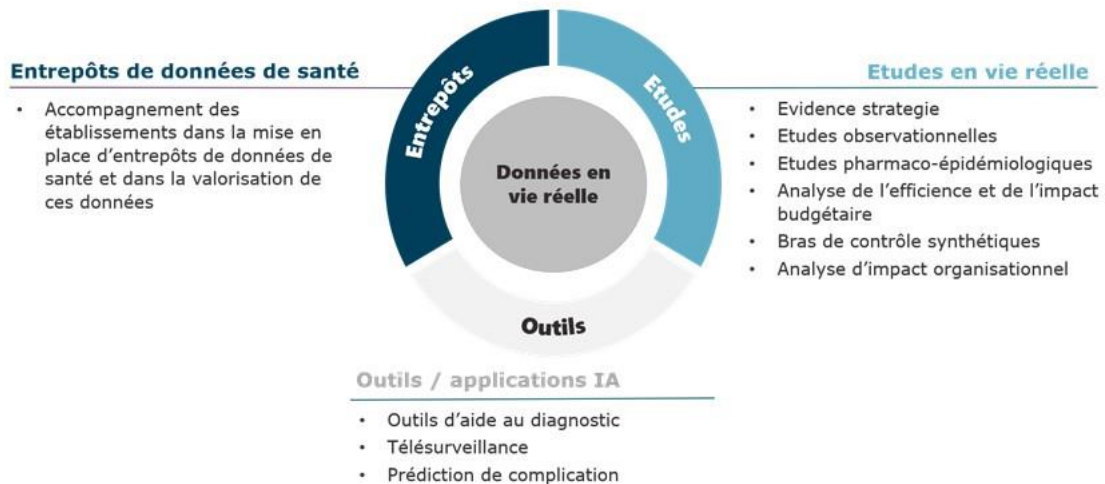 Entrepôts de données de santé
• Accompagnement des
établissements dans la mise en
place d'entrepôts de données de
santé et dans la valorisation de
ces données
Entrepôts
Etudes
Données en
vie réelle
Outils
Etudes en vie réelle
• Evidence strategie
• Etudes observationnelles
• Etudes pharmaco-épidémiologiques
• Analyse de l'efficience et de l'impact
budgétaire
• Bras de contrôle synthétiques
• Analyse d'impact organisationnel
Outils / applications IA
• Outils d'aide au diagnostic
• Télésurveillance
• Prédiction de complication